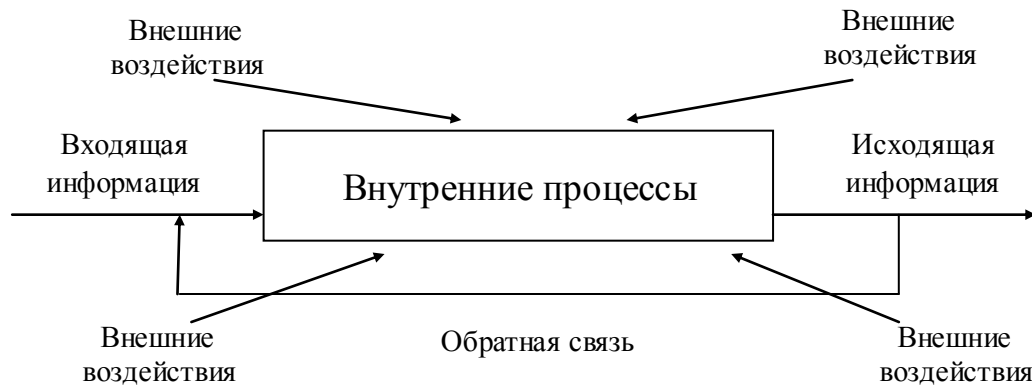 Внешние
воздействия
Внешние
воздействия
Входящая
информация
Внутренние процессы
Исходящая
информация
Внешние
воздействия
Обратная связь
Внешние
воздействия